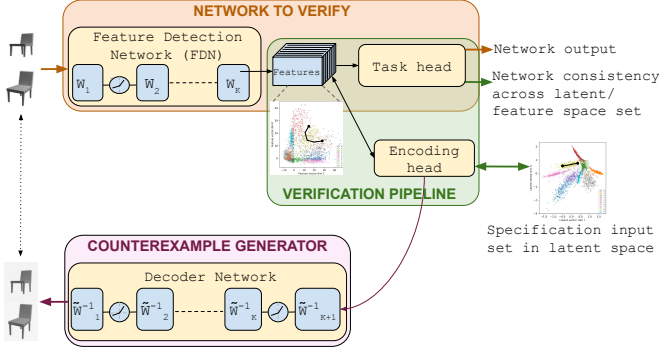 NETWORK TO VERIFY
Feature Detection
Network (FDN)
W1
W2
WK
Features
Task head
Network output
Network consistency
across latent/
feature space set
Encoding
head
VERIFICATION PIPELINE
Specification input
set in latent space
COUNTEREXAMPLE GENERATOR
Decoder Network
W̃⁻¹1
W̃⁻¹2
W̃⁻¹K
W̃⁻¹K+1